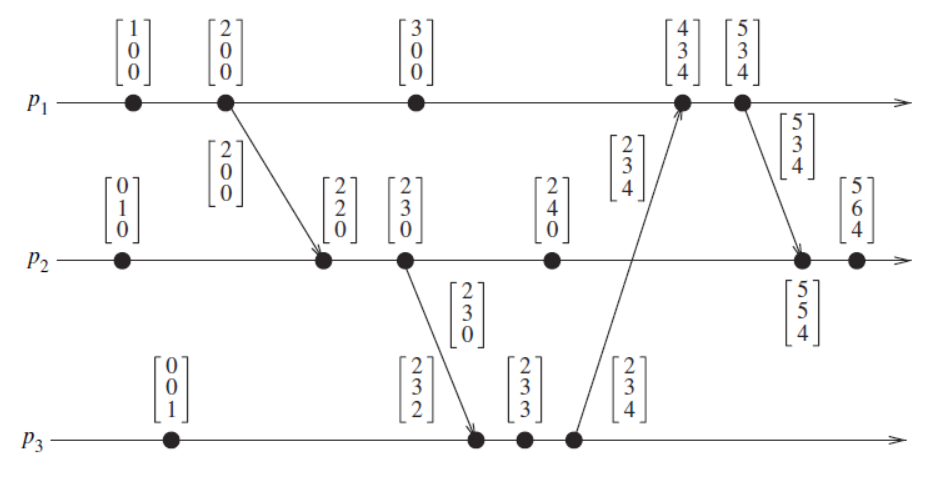 [1 0 0] [2 0 0] [3 0 0] [4 3 4] [5 3 4]
p1
[2 0 0] [2 3 4] [5 3 4]
[0 1 0] [2 2 0] [2 3 0] [2 4 0] [5 6 4]
p2
[2 3 0] [5 5 4]
[0 0 1] [2 3 2] [2 3 3] [2 3 4]
p3